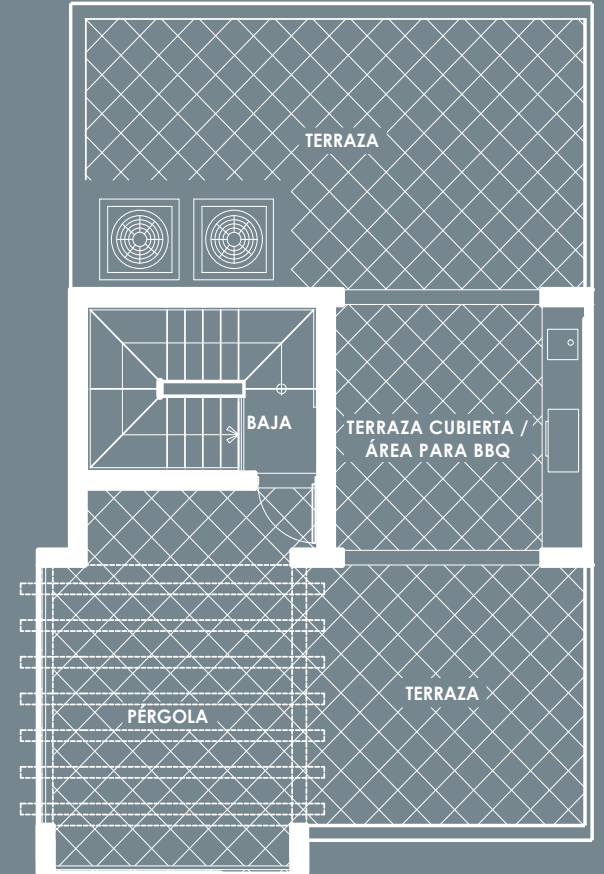 TERRAZA
BAJA
TERRAZA CUBIERTA /
ÁREA PARA BBQ
TERRAZA
PÉRGOLA